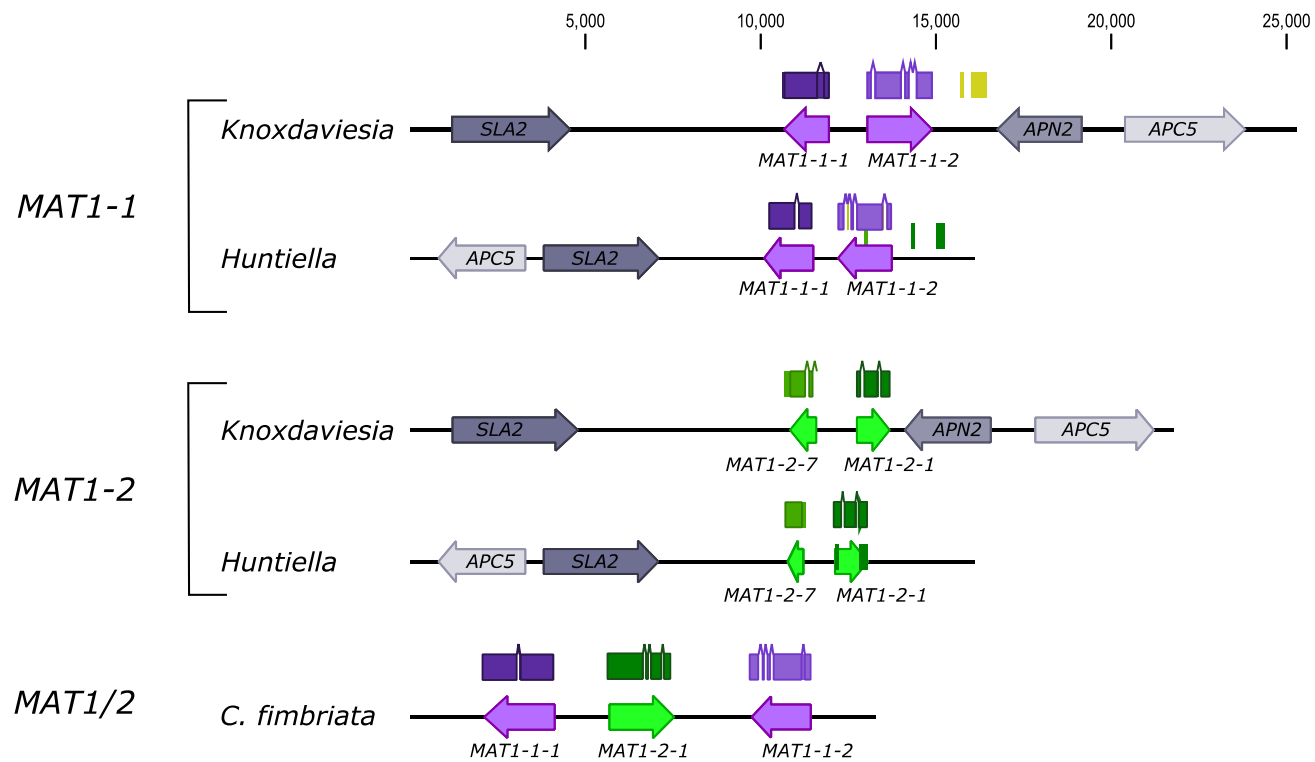 5,000 10,000 15,000 20,000 25,000
MAT1-1
Knoxdaviesia SLA2 APN2 APC5
MAT1-1-1 MAT1-1-2
Huntiella APC5 SLA2
MAT1-1-1 MAT1-1-2
MAT1-2
Knoxdaviesia SLA2 APN2 APC5
MAT1-2-7 MAT1-2-1
Huntiella APC5 SLA2
MAT1-2-7 MAT1-2-1
MAT1/2
C. fimbriata
MAT1-1-1 MAT1-2-1 MAT1-1-2